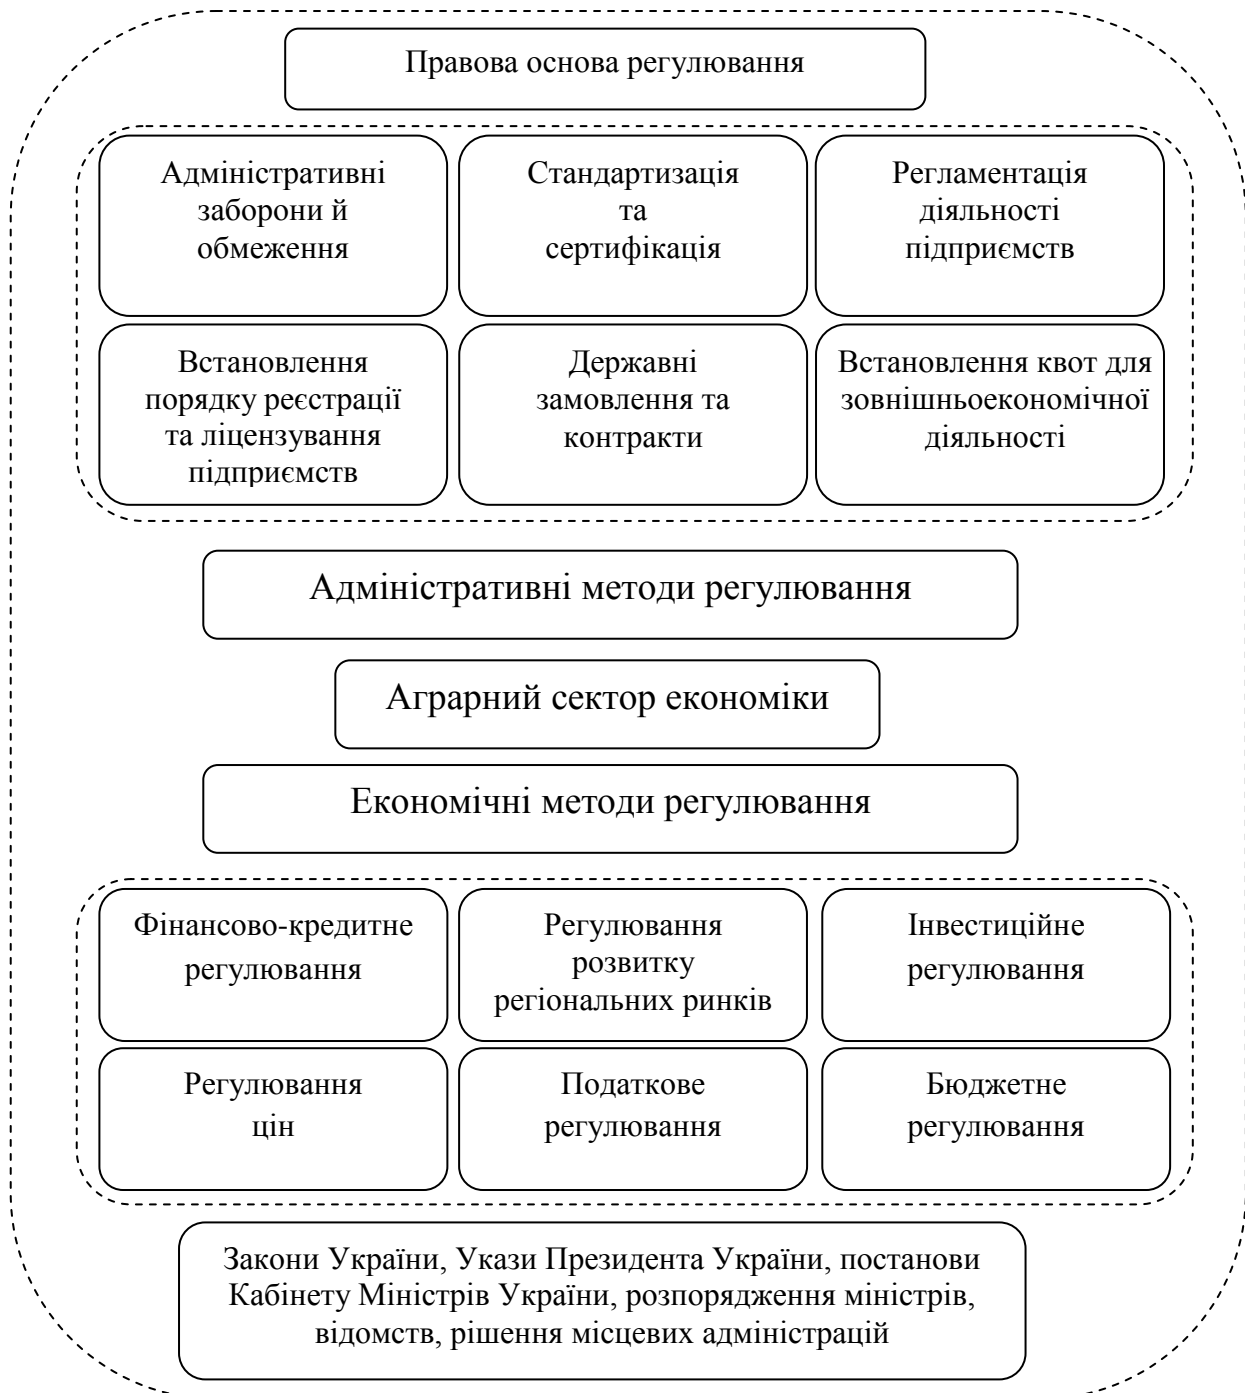 Правова основа регулювання
Адміністративні
заборони й
обмеження
Стандартизація
та
сертифікація
Регламентація
діяльності
підприємств
Встановлення
порядку реєстрації
та ліцензування
підприємств
Державні
замовлення та
контракти
Встановлення квот для
зовнішньоекономічної
діяльності
Адміністративні методи регулювання
Аграрний сектор економіки
Економічні методи регулювання
Фінансово-кредитне
регулювання
Регулювання
розвитку
регіональних ринків
Інвестиційне
регулювання
Регулювання
цін
Податкове
регулювання
Бюджетне
регулювання
Закони України, Укази Президента України, постанови
Кабінету Міністрів України, розпорядження міністрів,
відомств, рішення місцевих адміністрацій